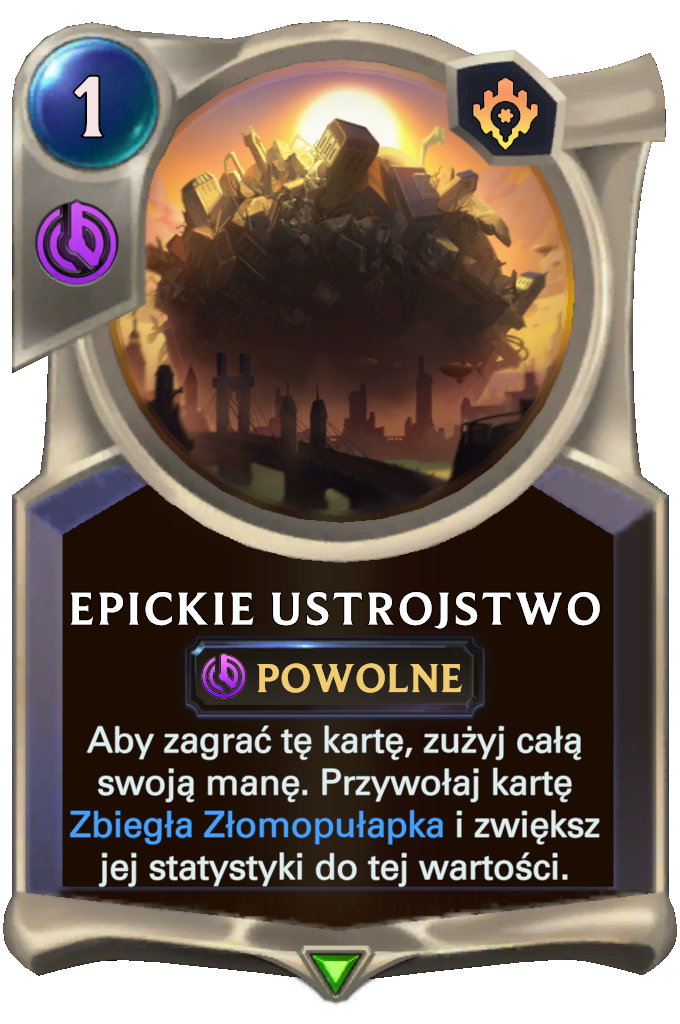 1
EPICKIE USTROJSTWO
POWOLNE
Aby zagrać tę kartę, zużyj całą
swoją manę. Przywołaj kartę
Zbiegła Złomopułapka i zwiększ
jej statystyki do tej wartości.